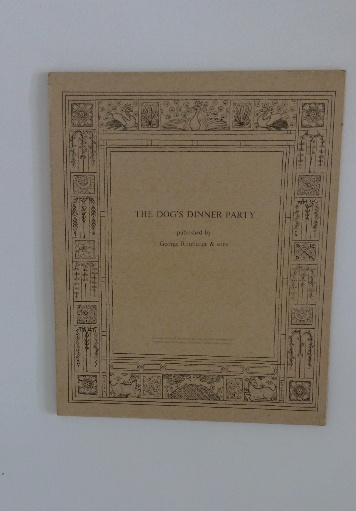 THE DOG'S DINNER PARTY
published by
George Routledge & sons